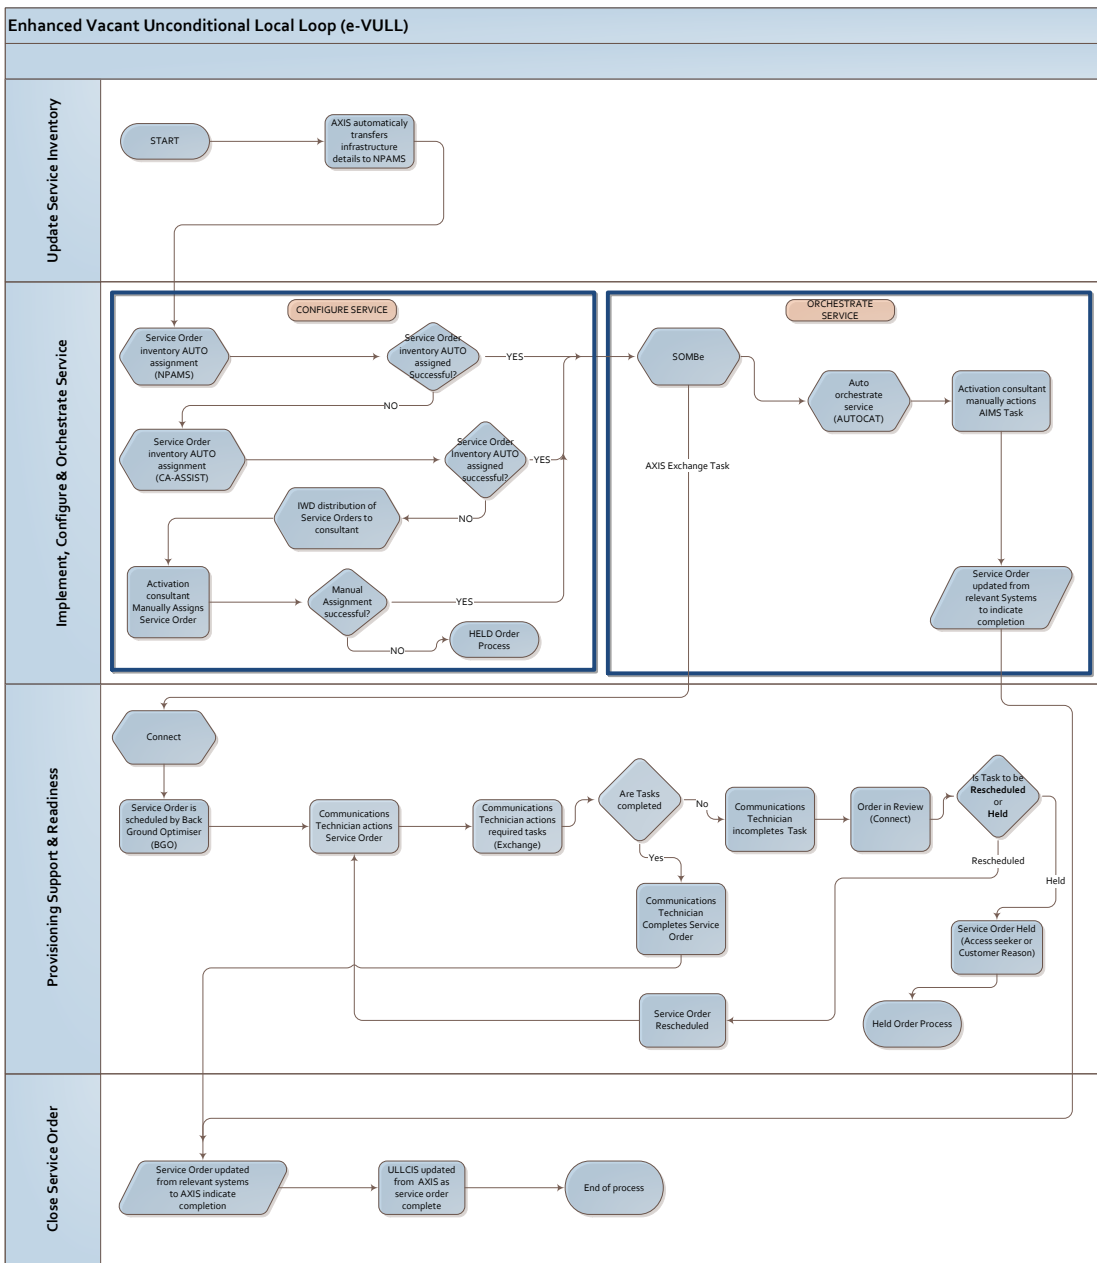 Enhanced Vacant Unconditional Local Loop (e-VULL)
Update Service Inventory
START
AXIS automaticaly
transfers
infrastructure
details to NPAMS
Implement, Configure & Orchestrate Service
CONFIGURE SERVICE
Service Order
inventory AUTO
assignment
(NPAMS)
Service Order
inventory AUTO
assigned
Successful?
YES
NO
Service Order
inventory AUTO
assignment
(CA-ASSIST)
Service Order
Inventory AUTO
assigned
successful?
YES
NO
IWD distribution of
Service Orders to
consultant
Activation
consultant
Manually Assigns
Service Order
Manual
Assignment
successful?
YES
NO
HELD Order
Process
ORCHESTRATE
SERVICE
SOMBe
Auto
orchestrate
service
(AUTOCAT)
Activation consultant
manually actions
AIMS Task
AXIS Exchange Task
Service Order
updated from
relevant Systems
to indicate
completion
Provisioning Support & Readiness
Connect
Service Order is
scheduled by Back
Ground Optimiser
(BGO)
Communications
Technician actions
Service Order
Communications
Technician actions
required tasks
(Exchange)
Are Tasks
completed
No
Yes
Communications
Technician
incompletes Task
Order in Review
(Connect)
Is Task to be
Rescheduled
or
Held
Rescheduled
Held
Communications
Technician
Completes Service
Order
Service Order Held
(Access seeker or
Customer Reason)
Service Order
Rescheduled
Held Order Process
Close Service Order
Service Order updated
from relevant systems
to AXIS indicate
completion
ULLCIS updated
from AXIS as
service order
complete
End of process